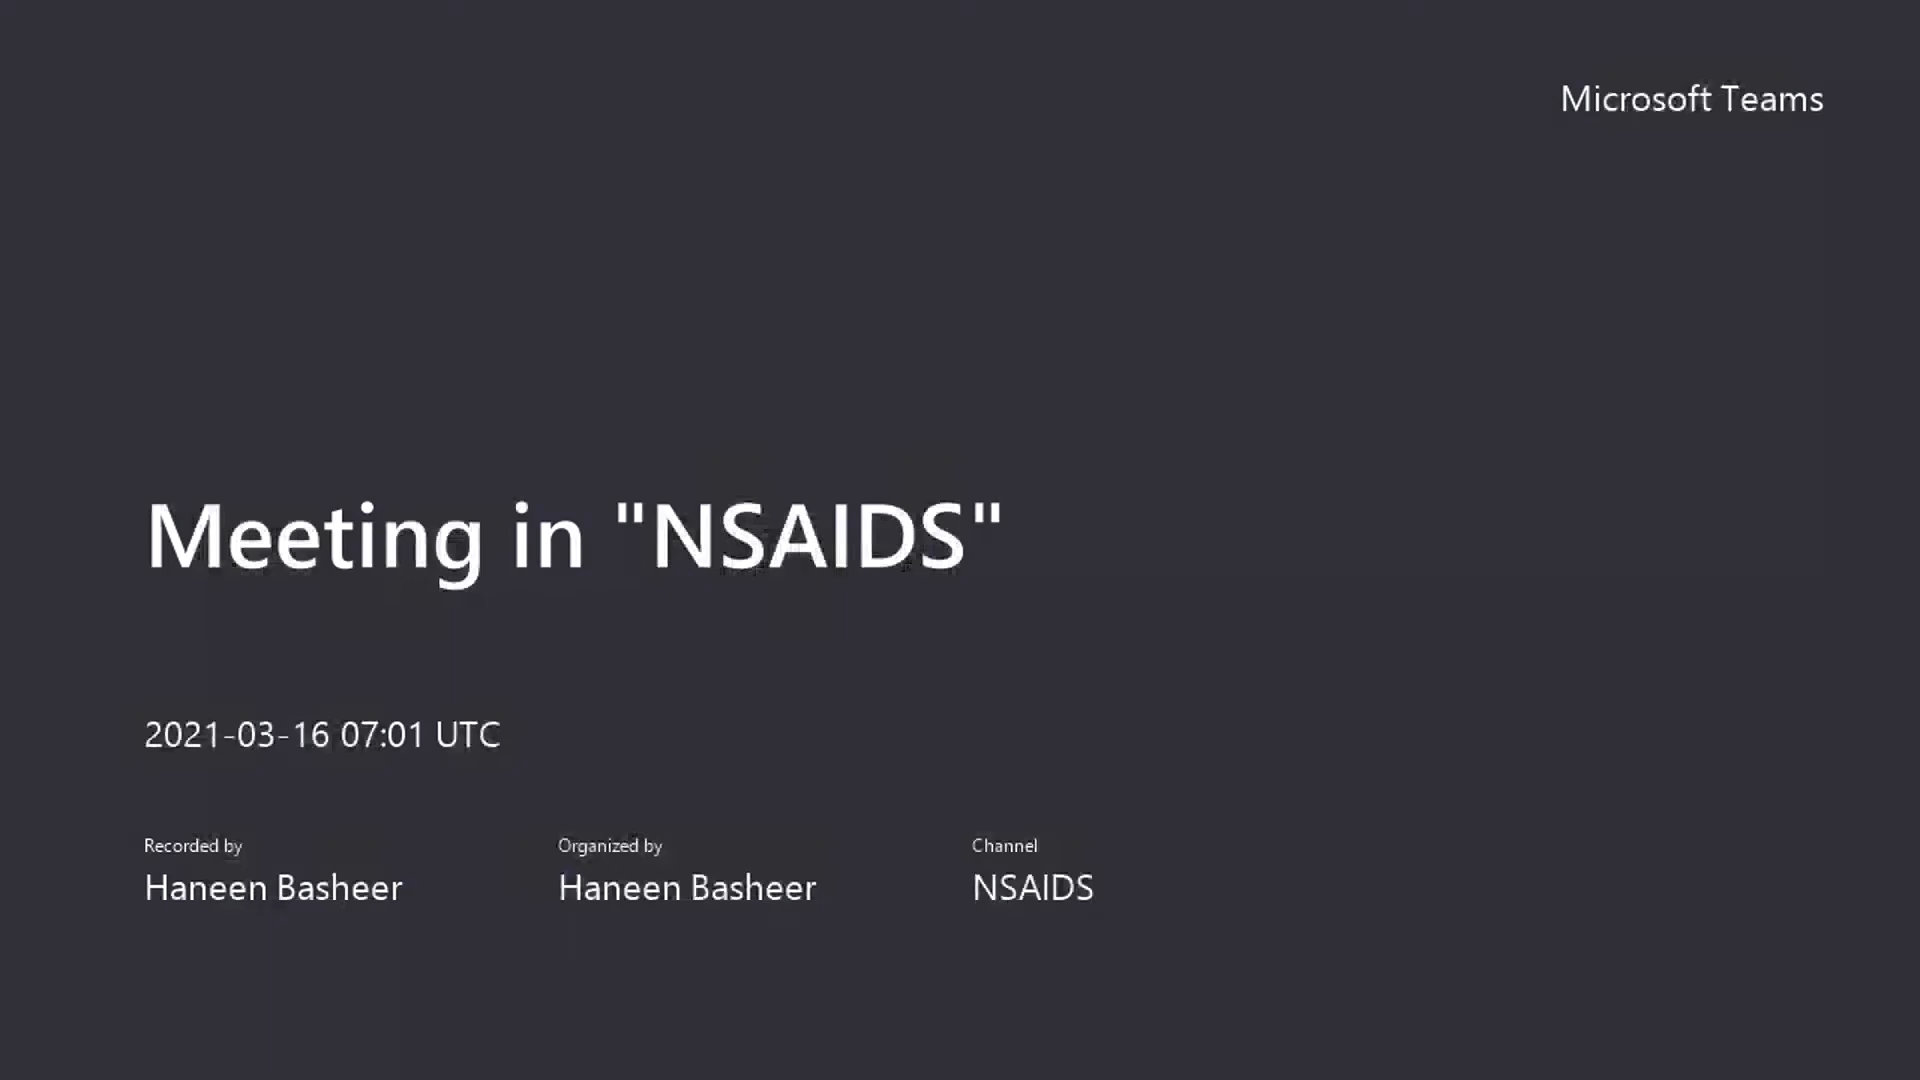 Microsoft Teams
Meeting in "NSAIDS"
2021-03-16 07:01 UTC
Recorded by
Haneen Basheer
Organized by
Haneen Basheer
Channel
NSAIDS